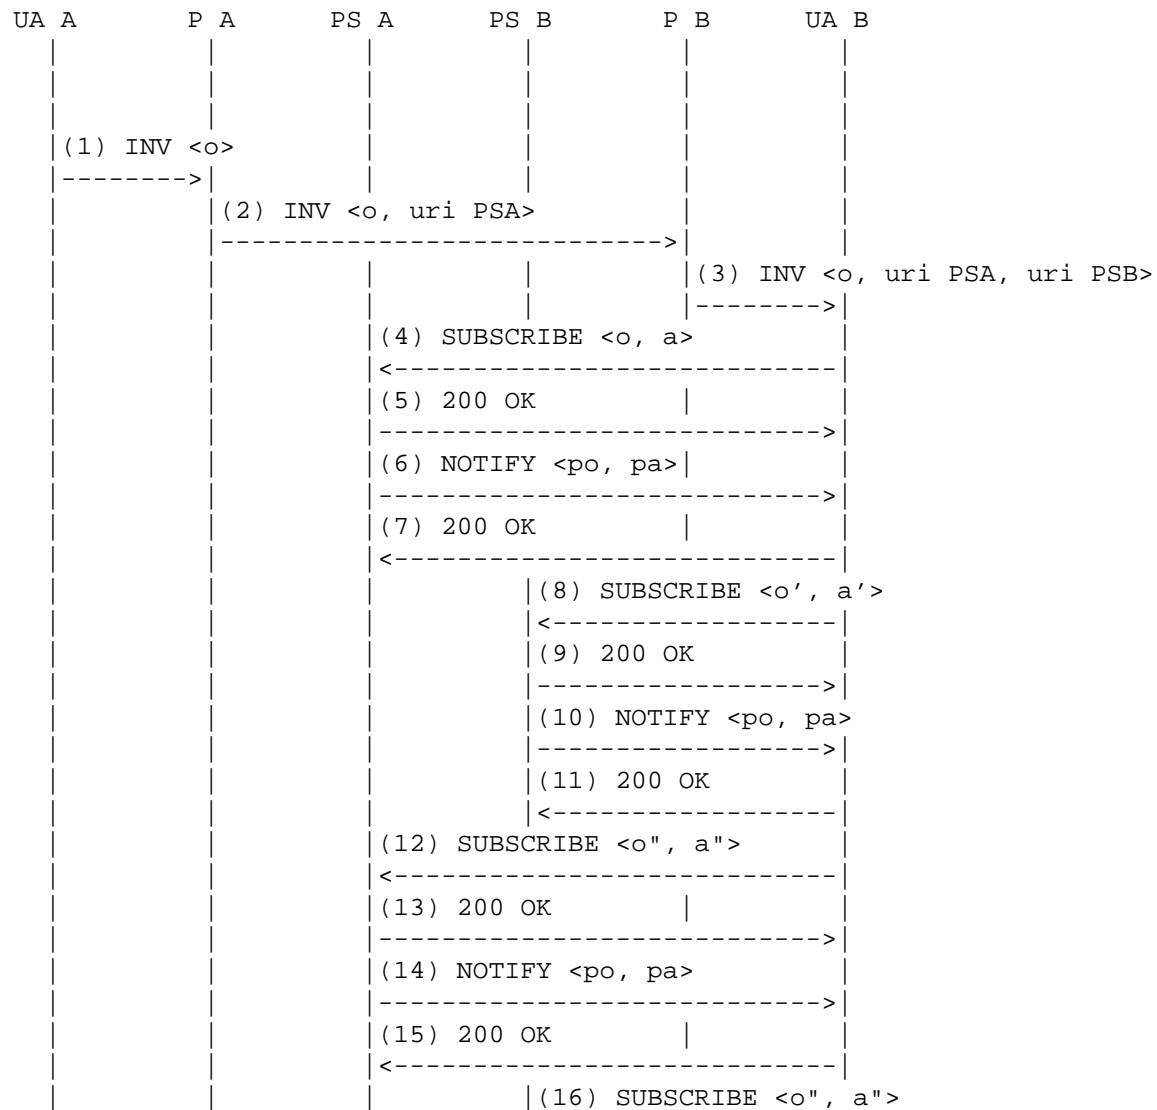 UA A P A PS A PS B P B UA B
(1) INV <o>
(2) INV <o, uri PSA>
(3) INV <o, uri PSA, uri PSB>
(4) SUBSCRIBE <o, a>
(5) 200 OK
(6) NOTIFY <po, pa>
(7) 200 OK
(8) SUBSCRIBE <o’, a’>
(9) 200 OK
(10) NOTIFY <po, pa>
(11) 200 OK
(12) SUBSCRIBE <o", a">
(13) 200 OK
(14) NOTIFY <po, pa>
(15) 200 OK
(16) SUBSCRIBE <o", a">